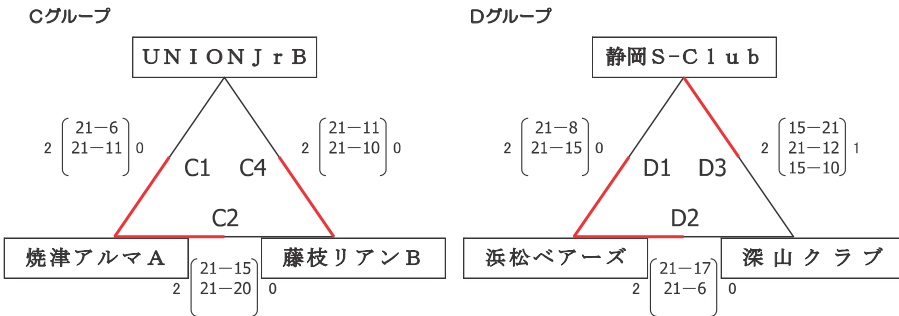 Cグループ
UNIONJrB
2 21−6 0
21−11
2 21−11 0
21−10
C1 C4
C2
焼津アルマA
藤枝リアンB
2 21−15 0
21−20
Dグループ
静岡S-Club
2 21−8 0
21−15
2 15−21 1
21−12
15−10
D1 D3
D2
浜松ベアーズ
深山クラブ
2 21−17 0
21−6